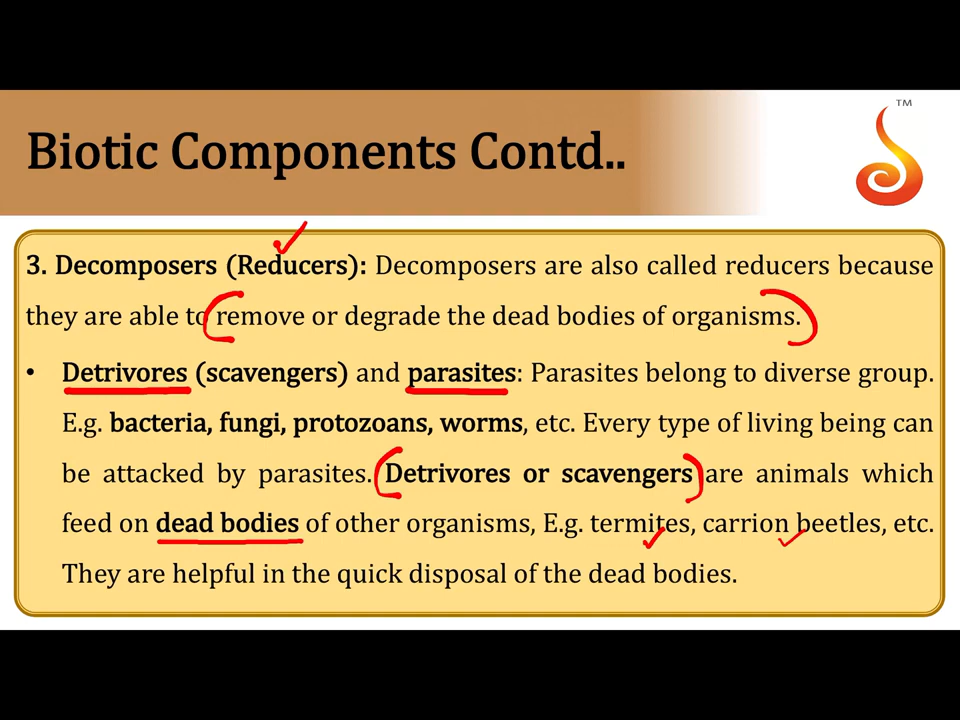 TM
Biotic Components Contd..
3. Decomposers (Reducers): Decomposers are also called reducers because
they are able to remove or degrade the dead bodies of organisms.
• Detrivores (scavengers) and parasites: Parasites belong to diverse group.
E.g. bacteria, fungi, protozoans, worms, etc. Every type of living being can
be attacked by parasites. Detrivores or scavengers are animals which
feed on dead bodies of other organisms, E.g. termites, carrion beetles, etc.
They are helpful in the quick disposal of the dead bodies.